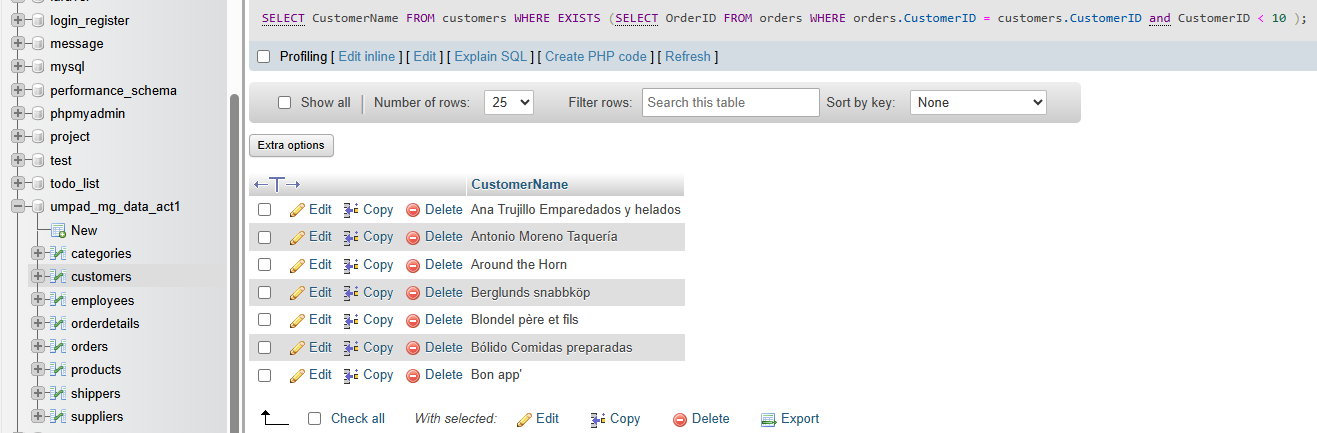 login_register
message
mysql
performance_schema
phpmyadmin
project
test
todo_list
umpad_mg_data_act1
New
categories
customers
employees
orderdetails
orders
products
shippers
suppliers
SELECT CustomerName FROM customers WHERE EXISTS (SELECT OrderID FROM orders WHERE orders.CustomerID = customers.CustomerID and CustomerID < 10 );
Profiling [ Edit inline ] [ Edit ] [ Explain SQL ] [ Create PHP code ] [ Refresh ]
Show all Number of rows: 25 Filter rows: Search this table Sort by key: None
Extra options
CustomerName
Edit Copy Delete Ana Trujillo Emparedados y helados
Edit Copy Delete Antonio Moreno Taquería
Edit Copy Delete Around the Horn
Edit Copy Delete Berglunds snabbköp
Edit Copy Delete Blondel père et fils
Edit Copy Delete Bólido Comidas preparadas
Edit Copy Delete Bon app'
Check all With selected: Edit Copy Delete Export